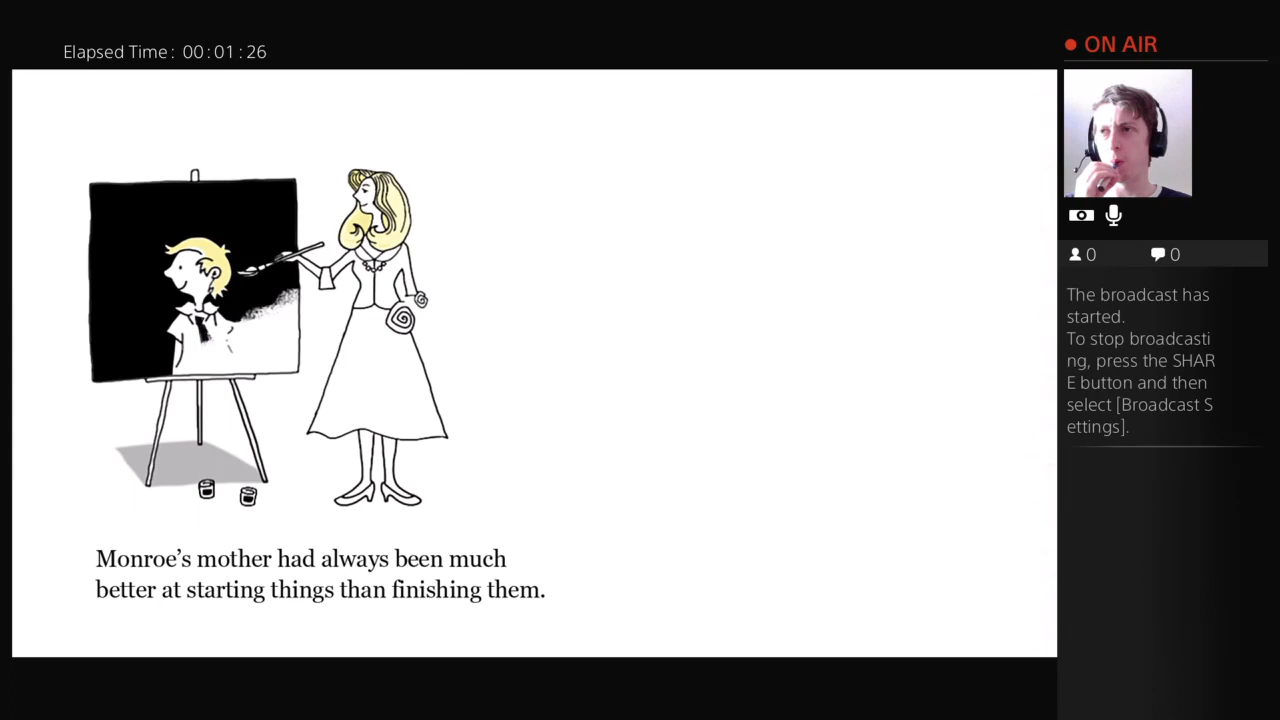 Elapsed Time: 00:01:26
ON AIR
0
0
The broadcast has
started.
To stop broadcasti
ng, press the SHAR
E button and then
select [Broadcast S
ettings].
Monroe’s mother had always been much
better at starting things than finishing them.